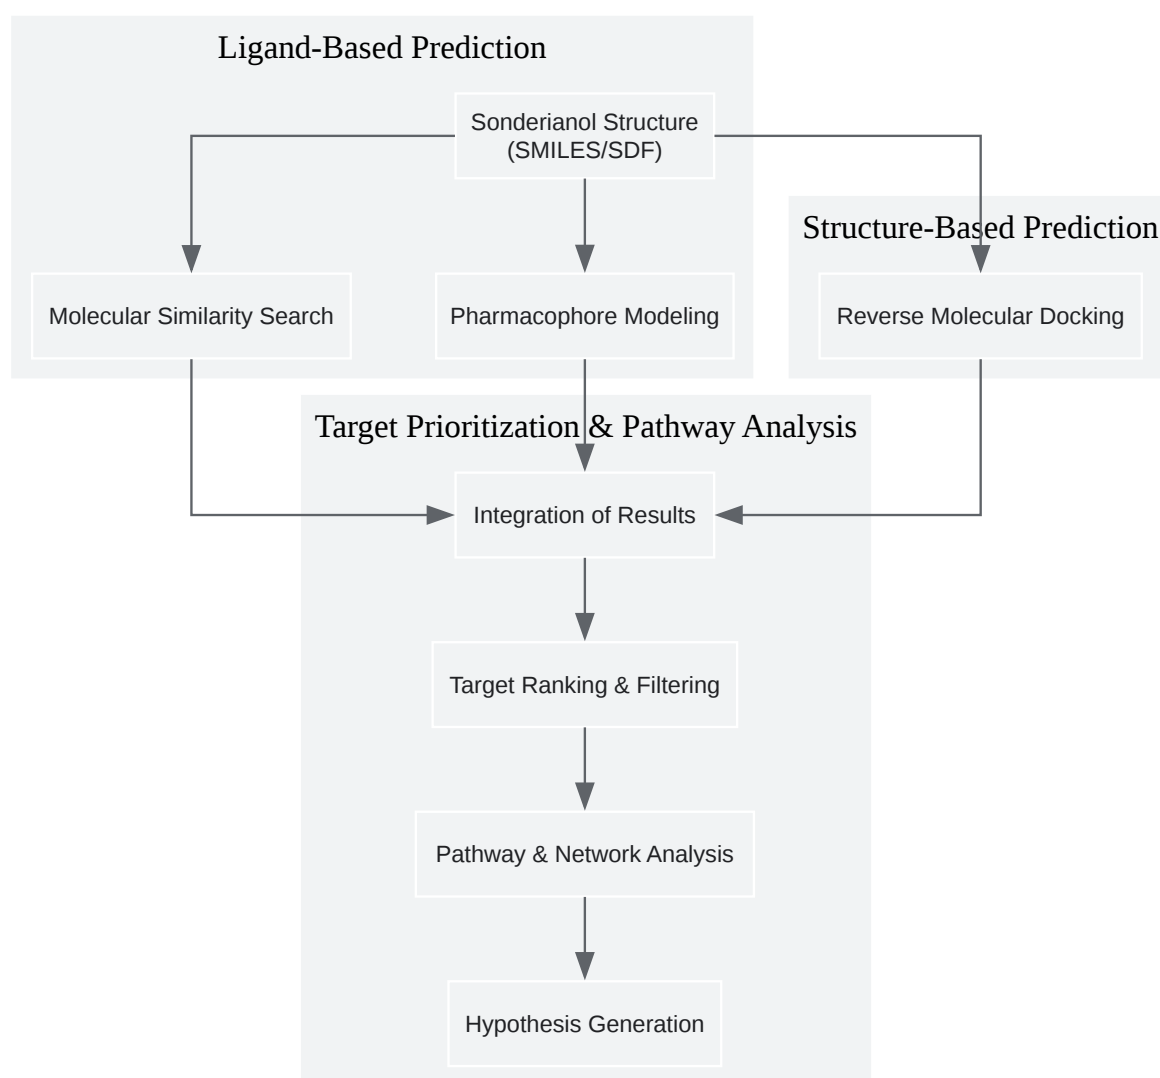 Ligand-Based Prediction
Sonderianol Structure
(SMILES/SDF)
Structure-Based Prediction
Molecular Similarity Search
Pharmacophore Modeling
Reverse Molecular Docking
Target Prioritization & Pathway Analysis
Integration of Results
Target Ranking & Filtering
Pathway & Network Analysis
Hypothesis Generation